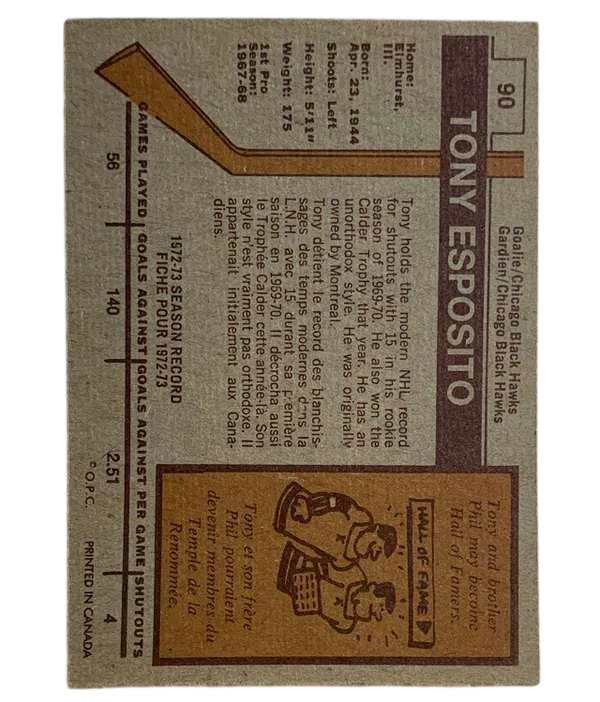 90
Goalie/Chicago Black Hawks
Gardien/Chicago Black Hawks
TONY ESPOSITO
Home:
Elmhurst,
Ill.
Born:
Apr. 23, 1944
Shoots: Left
Height: 5'11"
Weight: 175
1st Pro
Season:
1967-68
Tony holds the modern NHL record
for shutouts with 15 in his rookie
season of 1969-70. He also won the
Calder Trophy that year. He has an
unorthodox style. He was originally
owned by Montreal.
Tony détient le record des blanchis-
sages des temps modernes dans la
L.N.H. avec 15 durant sa première
saison en 1969-70. Il décrocha aussi
le Trophée Calder cette année-là. Son
style n'est vraiment pas orthodoxe. Il
appartenait initialement aux Cana-
diens.
Tony and brother
Phil may become
Hall of Famers.
HALL OF FAME
Tony et son frère
Phil pourraient
devenir membres du
Temple de la
Renommée.
1972-73 SEASON RECORD
FICHE POUR 1972-73
GAMES PLAYED GOALS AGAINST GOALS AGAINST PER GAME SHUTOUTS
56 140 2.51 4
© O.P.C. PRINTED IN CANADA